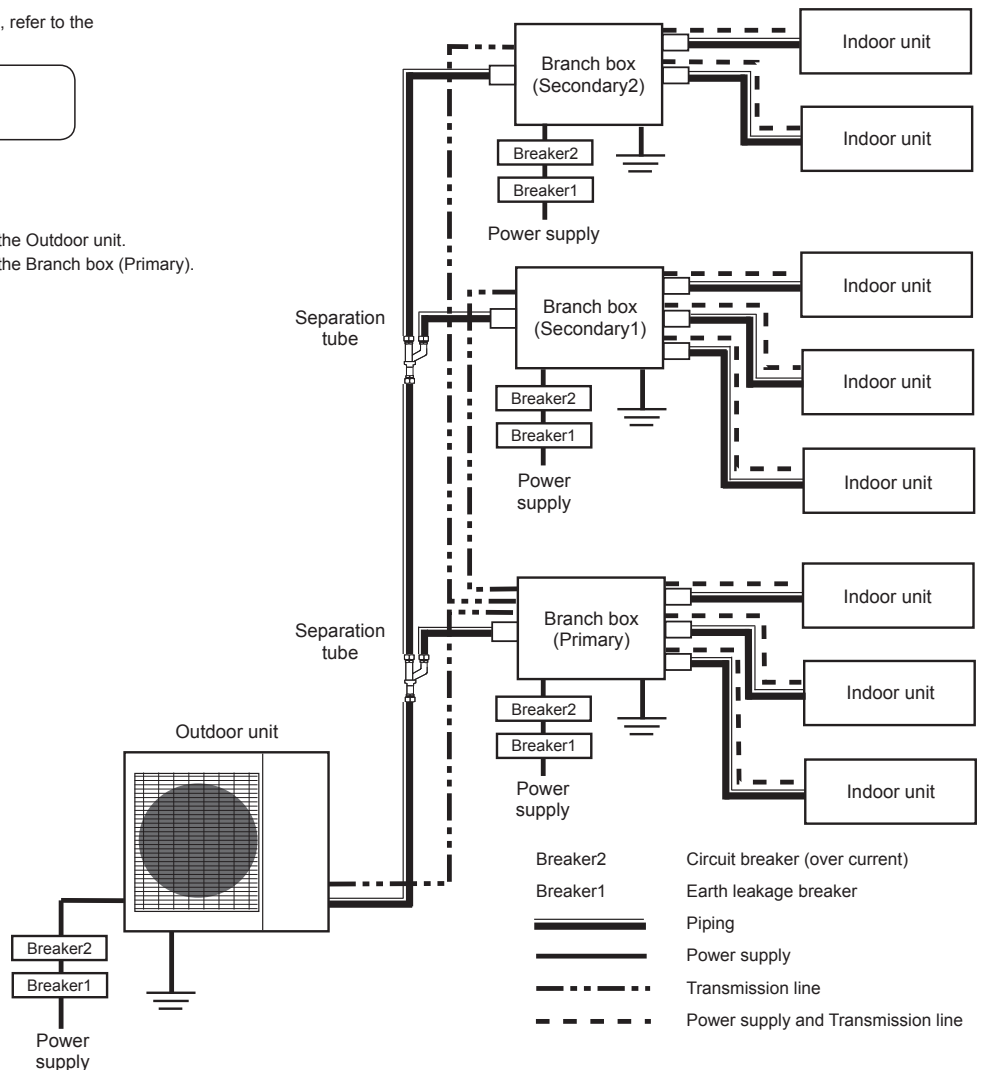 , refer to the
the Outdoor unit.
the Branch box (Primary).
Branch box
(Secondary2)
Indoor unit
Indoor unit
Breaker2
Breaker1
Power supply
Separation
tube
Branch box
(Secondary1)
Indoor unit
Indoor unit
Indoor unit
Breaker2
Breaker1
Power
supply
Separation
tube
Branch box
(Primary)
Indoor unit
Indoor unit
Indoor unit
Breaker2
Breaker1
Power
supply
Outdoor unit
Breaker2
Breaker1
Power
supply
Breaker2 Circuit breaker (over current)
Breaker1 Earth leakage breaker
Piping
Power supply
Transmission line
Power supply and Transmission line